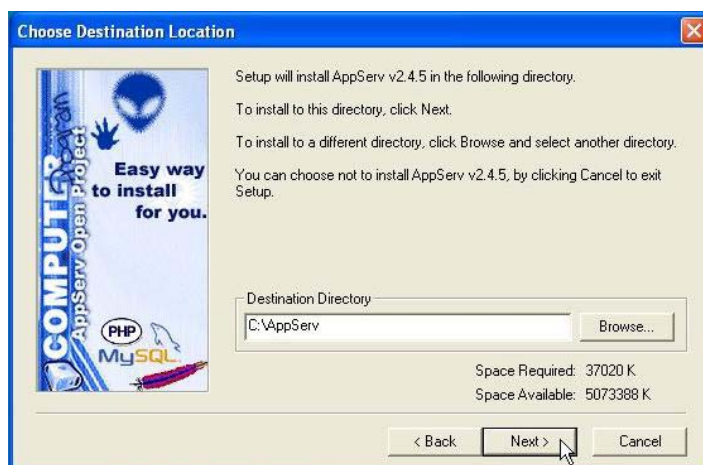 Choose Destination Location
Setup will install AppServ v2.4.5 in the following directory.
To install to this directory, click Next.
To install to a different directory, click Browse and select another directory.
You can choose not to install AppServ v2.4.5, by clicking Cancel to exit
Setup.
COMPUTER
program
AppServ Open Project
Easy way
to install
for you.
PHP
MySQL
Destination Directory
C:\AppServ
Browse...
Space Required: 37020 K
Space Available: 5073388 K
< Back
Next >
Cancel